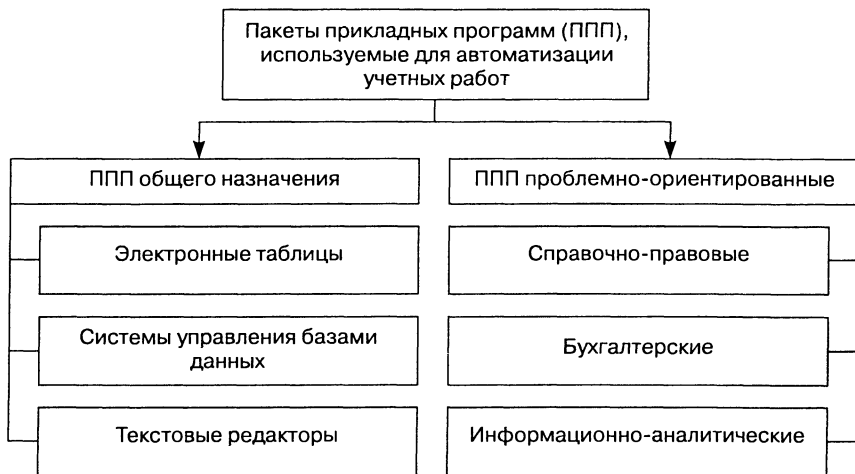 Пакеты прикладных программ (ППП),
используемые для автоматизации
учетных работ
ППП общего назначения
Электронные таблицы
Системы управления базами
данных
Текстовые редакторы
ППП проблемно-ориентированные
Справочно-правовые
Бухгалтерские
Информационно-аналитические